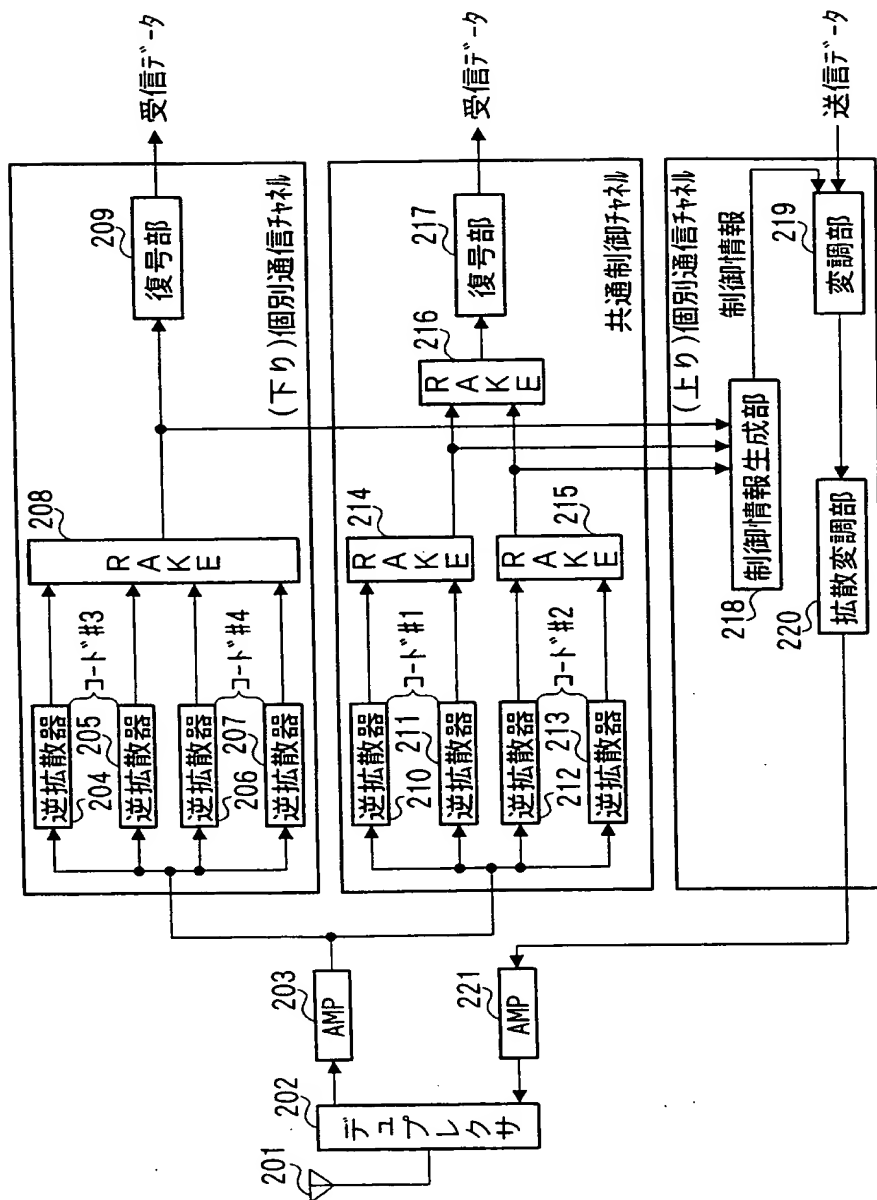 201
202
デュプレクサ
203
AMP
221
AMP
204
逆拡散器
205
逆拡散器
コード#3
206
逆拡散器
207
逆拡散器
コード#4
208
RAKE
209
復号部
受信データ
(下り)個別通信チャネル
210
逆拡散器
211
逆拡散器
コード#1
212
逆拡散器
213
逆拡散器
コード#2
214
RAKE
215
RAKE
216
RAKE
217
復号部
受信データ
共通制御チャネル
(上り)個別通信チャネル
218
制御情報生成部
制御情報
219
変調部
送信データ
220
拡散変調部